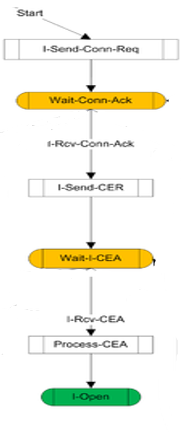 Start
I-Send-Conn-Req
Wait-Conn-Ack
I-Rcv-Conn-Ack
I-Send-CER
Wait-I-CEA
I-Rcv-CEA
Process-CEA
I-Open